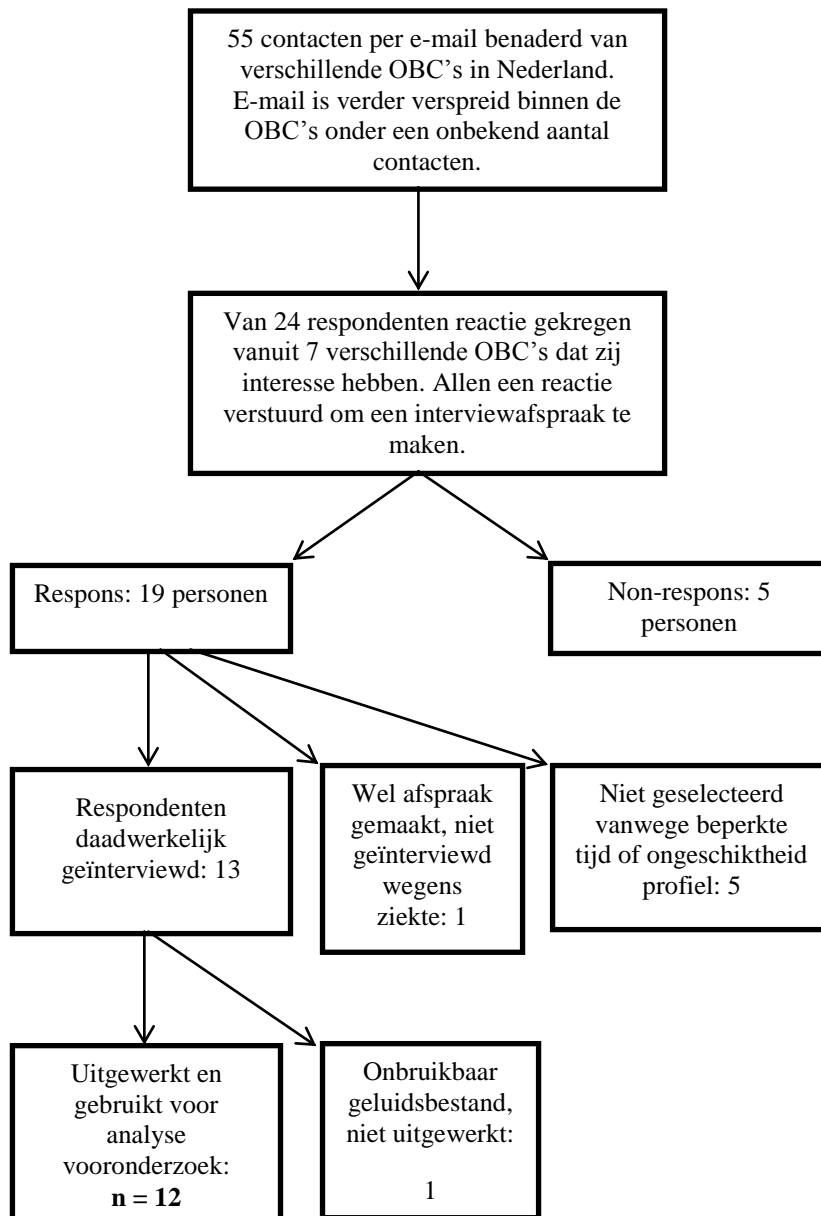 55 contacten per e-mail benaderd van
verschillende OBC’s in Nederland.
E-mail is verder verspreid binnen de
OBC’s onder een onbekend aantal
contacten.
Van 24 respondenten reactie gekregen
vanuit 7 verschillende OBC’s dat zij
interesse hebben. Allen een reactie
verstuurd om een interviewafspraak te
maken.
Respons: 19 personen
Non-respons: 5
personen
Respondenten
daadwerkelijk
geïnterviewd: 13
Wel afspraak
gemaakt, niet
geïnterviewd
wegens
ziekte: 1
Niet geselecteerd
vanwege beperkte
tijd of ongeschiktheid
profiel: 5
Uitgewerkt en
gebruikt voor
analyse
vooronderzoek:
n = 12
Onbruikbaar
geluidsbestand,
niet uitgewerkt:
1